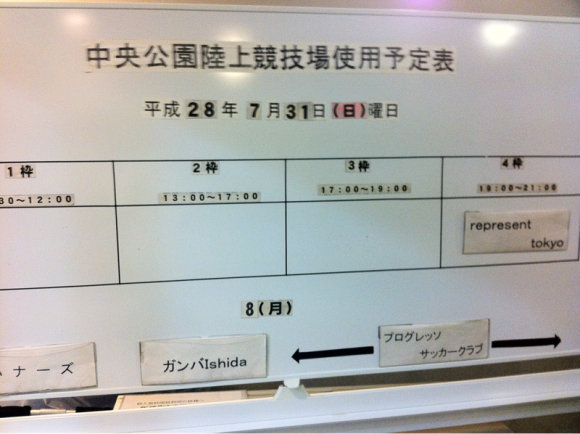 中央公園陸上競技場使用予定表
平成28年 7月31日(日)曜日
1枠 2枠 3枠 4枠
30~12:00 13:00~17:00 17:00~19:00 19:00~21:00
represent
tokyo
8(月)
ナーズ ガンバIshida プログレッソ
サッカークラブ